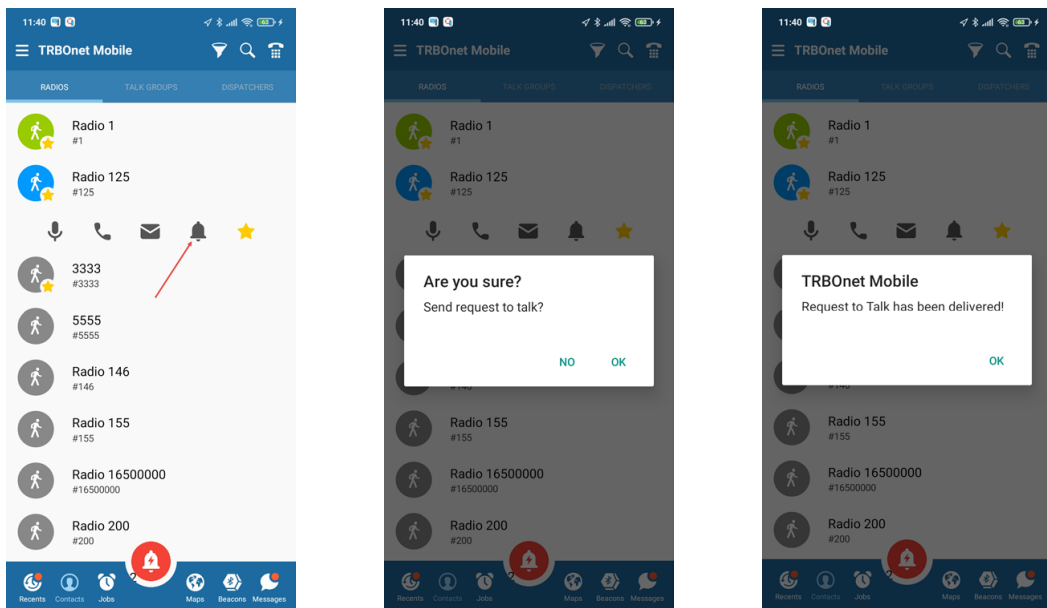 11:40
63
TRBOnet Mobile
RADIOS TALK GROUPS DISPATCHERS
Radio 1
#1
Radio 125
#125
3333
#3333
5555
#5555
Radio 146
#146
Radio 155
#155
Radio 16500000
#16500000
Radio 200
#200
Recents Contacts Jobs Maps Beacons Messages
11:40
63
TRBOnet Mobile
RADIOS TALK GROUPS DISPATCHERS
Radio 1
#1
Radio 125
#125
Are you sure?
Send request to talk?
NO OK
#146
Radio 155
#155
Radio 16500000
#16500000
Radio 200
#200
Recents Contacts Jobs Maps Beacons Messages
11:40
63
TRBOnet Mobile
RADIOS TALK GROUPS DISPATCHERS
Radio 1
#1
Radio 125
#125
TRBOnet Mobile
Request to Talk has been delivered!
OK
#146
Radio 155
#155
Radio 16500000
#16500000
Radio 200
#200
Recents Contacts Jobs Maps Beacons Messages